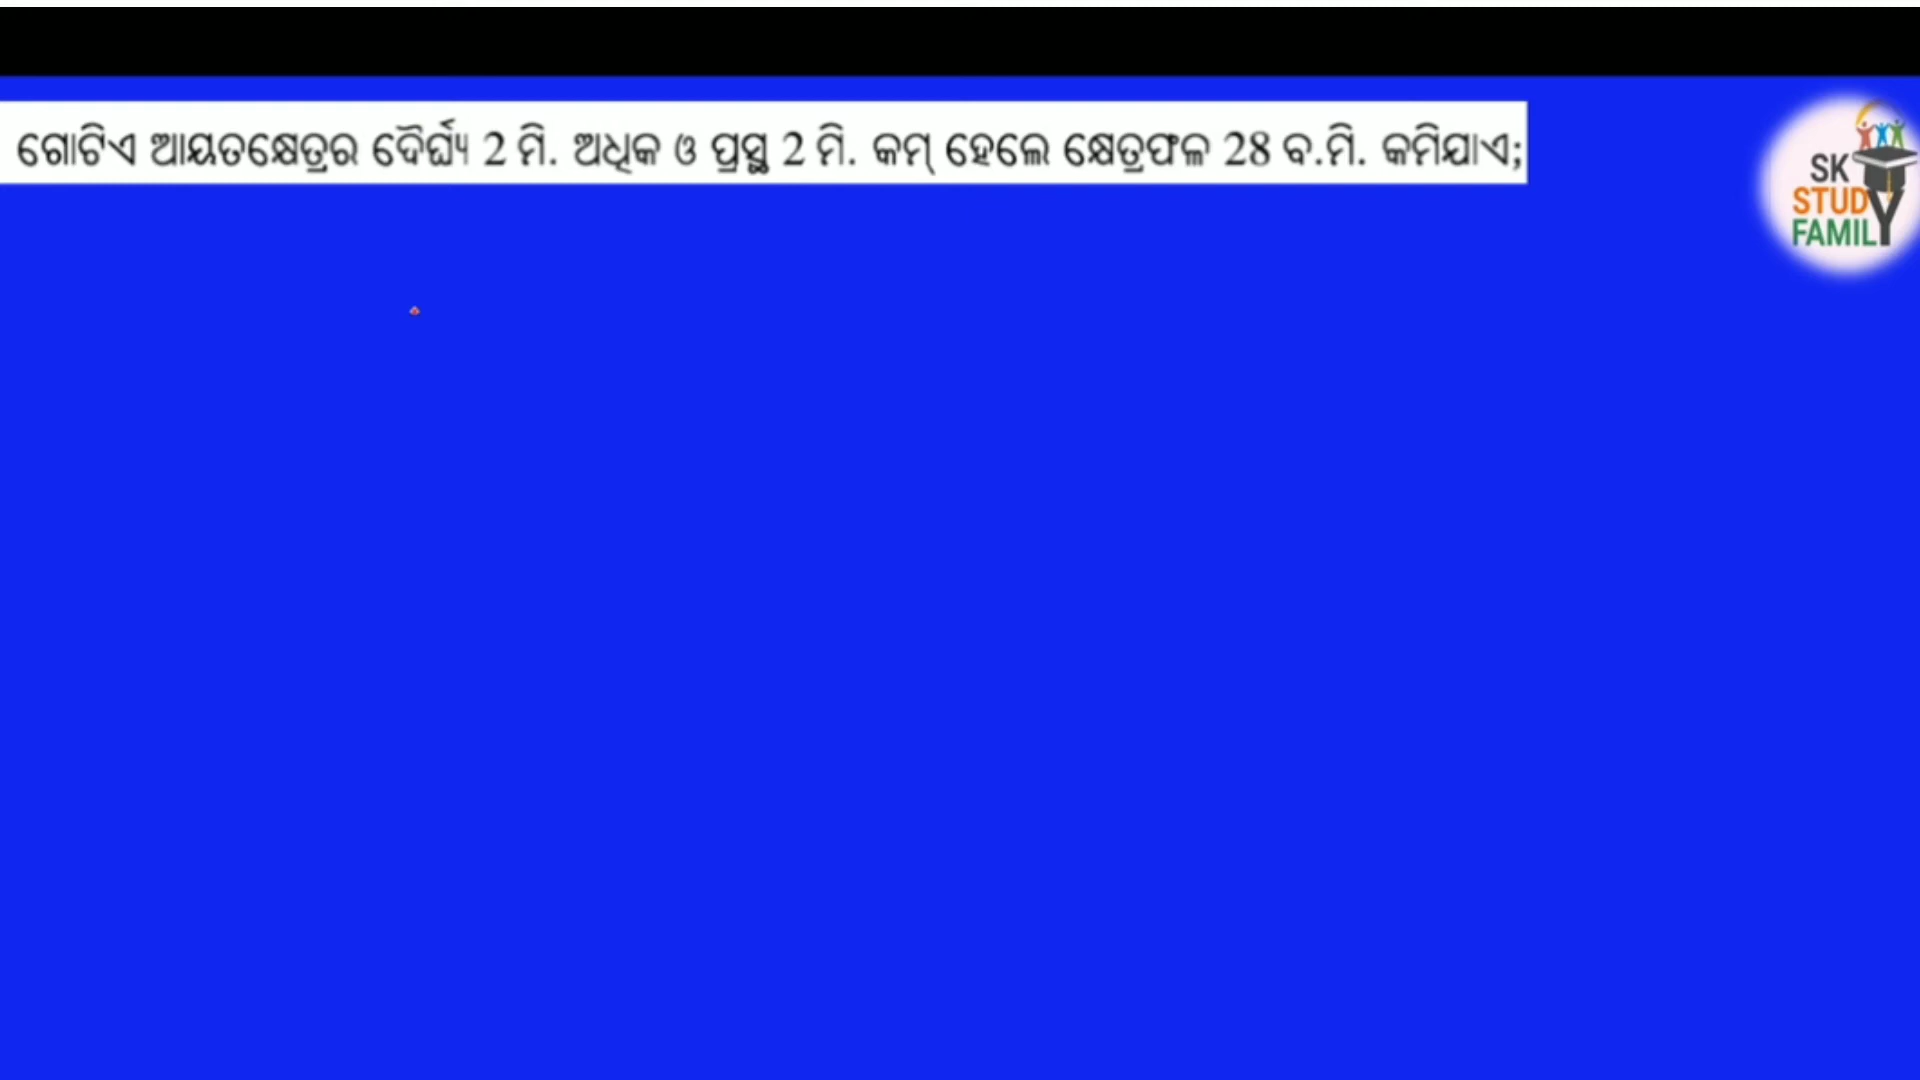 ଗୋଟିଏ ଆୟତକ୍ଷେତ୍ରର ଦୈର୍ଘ୍ୟ 2 ମି. ଅଧିକ ଓ ପ୍ରସ୍ଥ 2 ମି. କମ୍ ହେଲେ କ୍ଷେତ୍ରଫଳ 28 ବ.ମି. କମିଯାଏ;
SK
STUDY
FAMILY